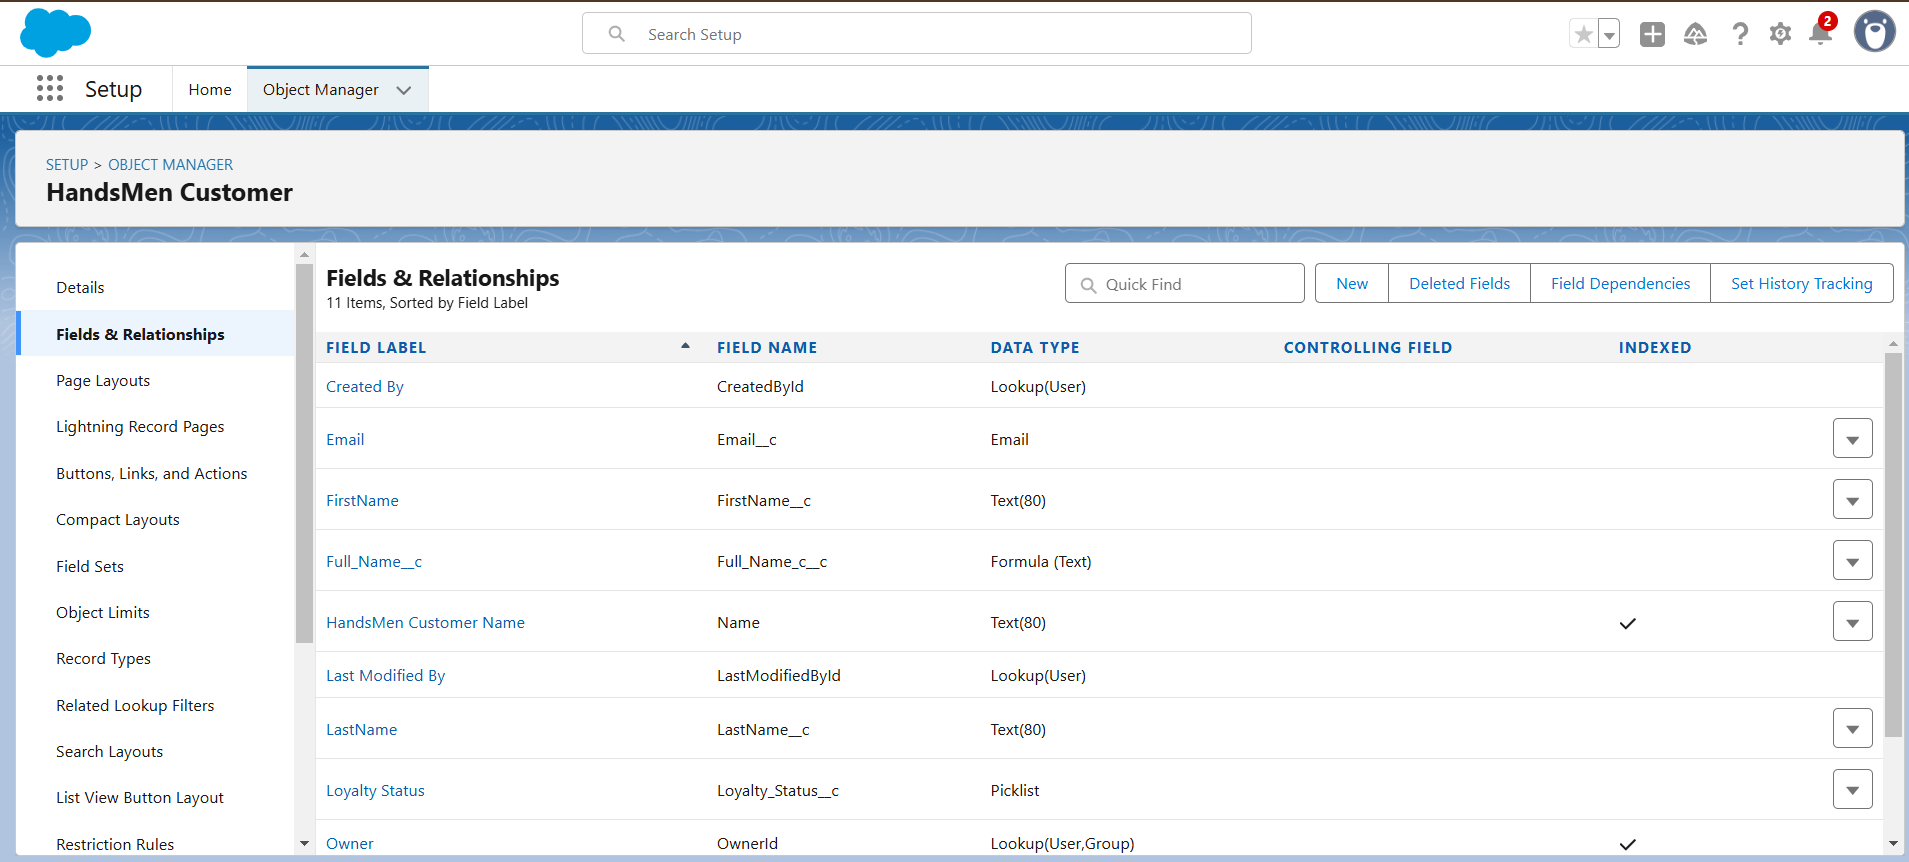 Search Setup
2
Setup
Home
Object Manager
SETUP > OBJECT MANAGER
HandsMen Customer
Details
Fields & Relationships
Page Layouts
Lightning Record Pages
Buttons, Links, and Actions
Compact Layouts
Field Sets
Object Limits
Record Types
Related Lookup Filters
Search Layouts
List View Button Layout
Restriction Rules
Fields & Relationships
11 Items, Sorted by Field Label
Quick Find
New
Deleted Fields
Field Dependencies
Set History Tracking
FIELD LABEL FIELD NAME DATA TYPE CONTROLLING FIELD INDEXED
Created By CreatedById Lookup(User)
Email Email__c Email
FirstName FirstName__c Text(80)
Full_Name__c Full_Name_c__c Formula (Text)
HandsMen Customer Name Name Text(80)
Last Modified By LastModifiedById Lookup(User)
LastName LastName__c Text(80)
Loyalty Status Loyalty_Status__c Picklist
Owner OwnerId Lookup(User,Group)